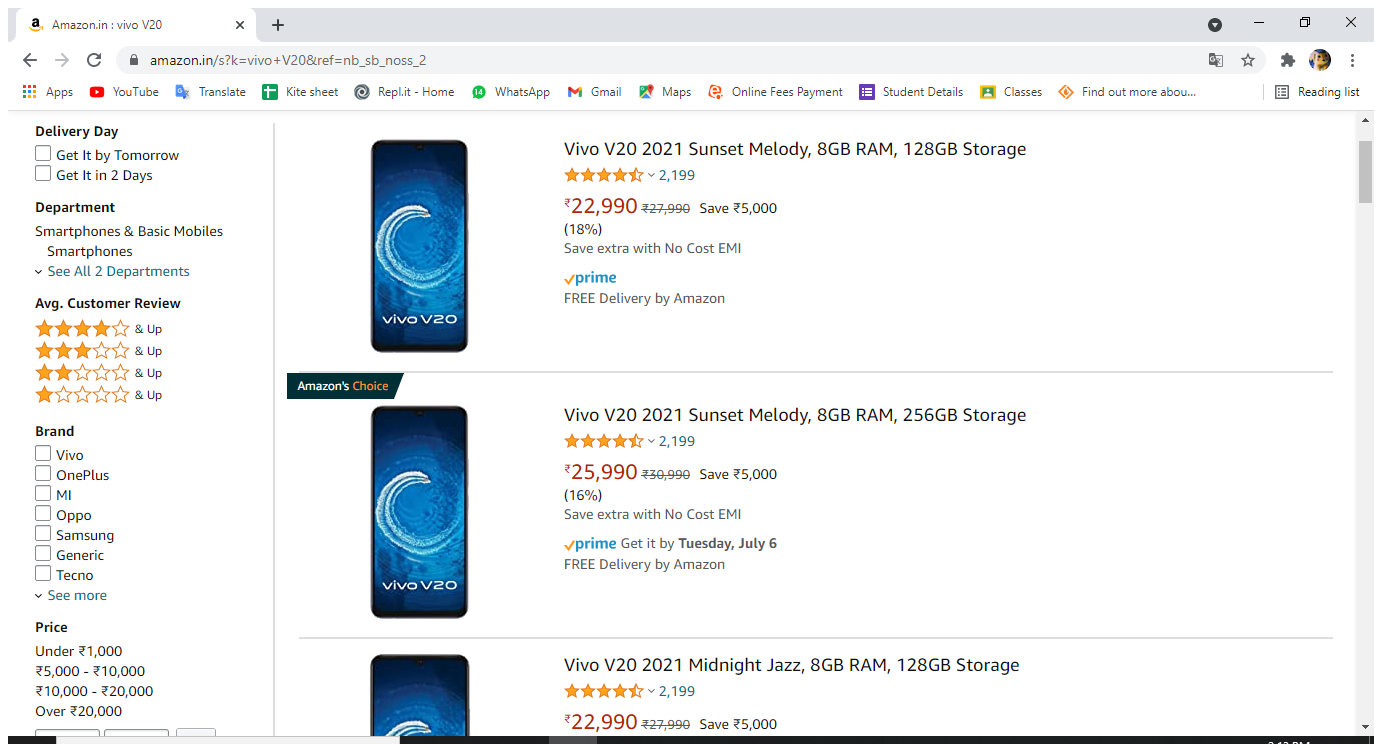 Amazon.in : vivo V20
amazon.in/s?k=vivo+V20&ref=nb_sb_noss_2
Apps YouTube Translate Kite sheet Repl.it - Home 14 WhatsApp Gmail Maps Online Fees Payment Student Details Classes Find out more abou... Reading list
Delivery Day
Get It by Tomorrow
Get It in 2 Days
Department
Smartphones & Basic Mobiles
Smartphones
See All 2 Departments
Avg. Customer Review
& Up
& Up
& Up
& Up
Brand
Vivo
OnePlus
MI
Oppo
Samsung
Generic
Tecno
See more
Price
Under ₹1,000
₹5,000 - ₹10,000
₹10,000 - ₹20,000
Over ₹20,000
vivo V20
Vivo V20 2021 Sunset Melody, 8GB RAM, 128GB Storage
2,199
₹22,990 ₹27,990 Save ₹5,000
(18%)
Save extra with No Cost EMI
prime
FREE Delivery by Amazon
Amazon's Choice
vivo V20
Vivo V20 2021 Sunset Melody, 8GB RAM, 256GB Storage
2,199
₹25,990 ₹30,990 Save ₹5,000
(16%)
Save extra with No Cost EMI
prime Get it by Tuesday, July 6
FREE Delivery by Amazon
Vivo V20 2021 Midnight Jazz, 8GB RAM, 128GB Storage
2,199
₹22,990 ₹27,990 Save ₹5,000